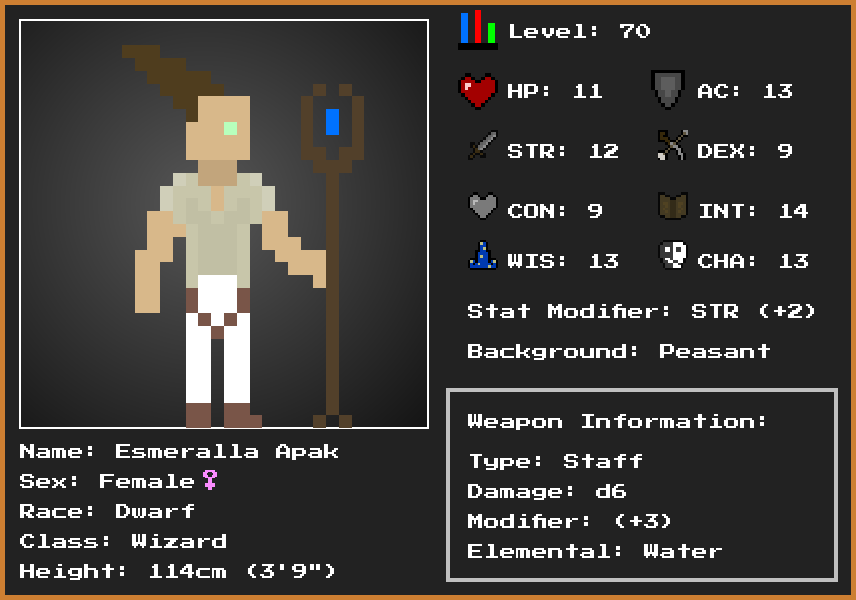 Level: 70
HP: 11
AC: 13
STR: 12
DEX: 9
CON: 9
INT: 14
WIS: 13
CHA: 13
Stat Modifier: STR (+2)
Background: Peasant
Weapon Information:
Type: Staff
Damage: d6
Modifier: (+3)
Elemental: Water
Name: Esmeralla Apak
Sex: Female♀
Race: Dwarf
Class: Wizard
Height: 114cm (3'9")